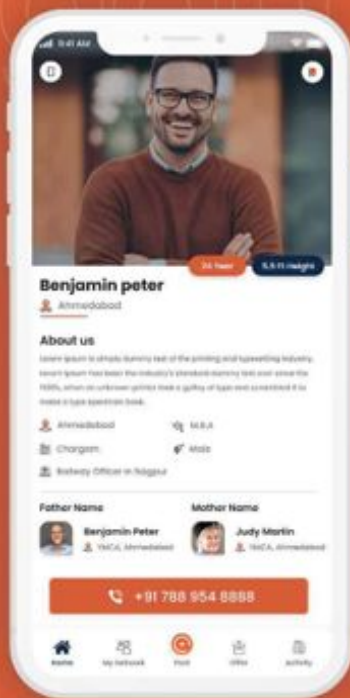 9:41 AM
24 Year
5.5 ft Height
Benjamin peter
Ahmedabad
About us
Lorem Ipsum is simply dummy text of the printing and typesetting industry.
Lorem Ipsum has been the industry's standard dummy text ever since the
1500s, when an unknown printer took a galley of type and scrambled it to
make a type specimen book.
Ahmedabad
M.B.A
Chargam
Male
Railway Officer in Nagpur
Father Name
Mother Name
Benjamin Peter
YMCA, Ahmedabad
Judy Martin
YMCA, Ahmedabad
+91 788 954 8888
Home
My Network
Post
Offer
Activity